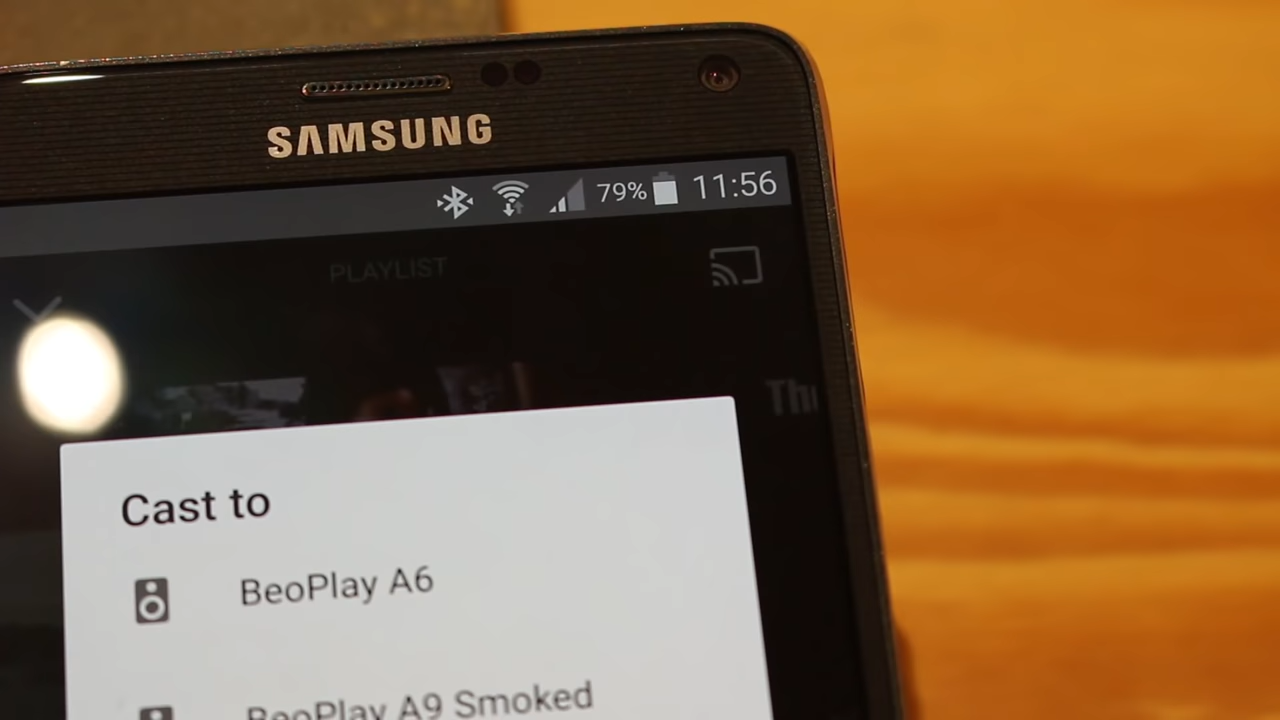 SAMSUNG
79% 11:56
PLAYLIST
Cast to
BeoPlay A6
BeoPlay A9 Smoked